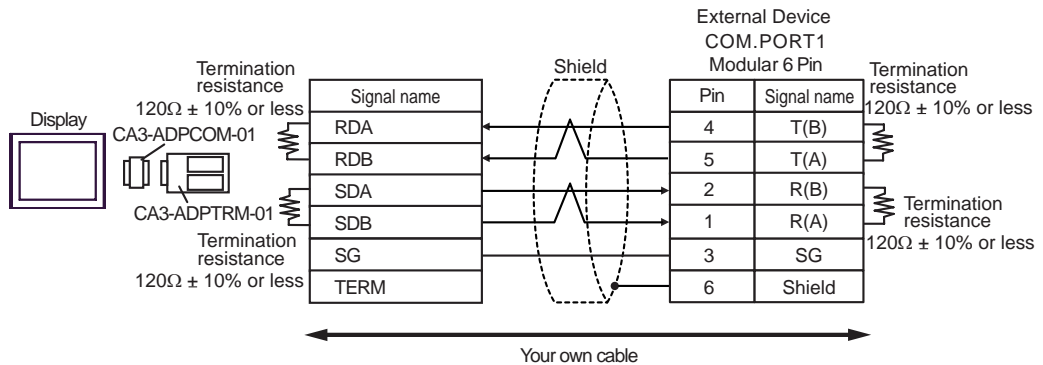 External Device
COM.PORT1
Modular 6 Pin
Termination
resistance
120Ω ± 10% or less
Shield
Termination
resistance
120Ω ± 10% or less
Display
CA3-ADPCOM-01
CA3-ADPTRM-01
Signal name
Pin
Signal name
RDA
4
T(B)
RDB
5
T(A)
SDA
2
R(B)
SDB
1
R(A)
SG
3
SG
TERM
6
Shield
Termination
resistance
120Ω ± 10% or less
Termination
resistance
120Ω ± 10% or less
Your own cable